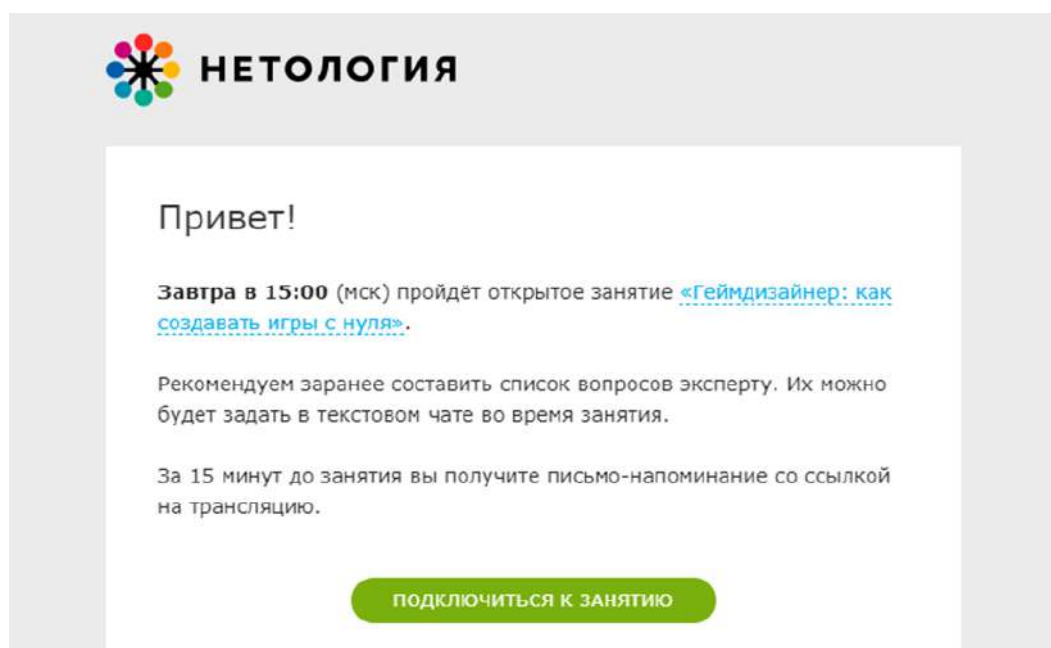 НЕТОЛОГИЯ
Привет!
Завтра в 15:00 (мск) пройдёт открытое занятие «Геймдизайнер: как
создавать игры с нуля».
Рекомендуем заранее составить список вопросов эксперту. Их можно
будет задать в текстовом чате во время занятия.
За 15 минут до занятия вы получите письмо-напоминание со ссылкой
на трансляцию.
ПОДКЛЮЧИТЬСЯ К ЗАНЯТИЮ